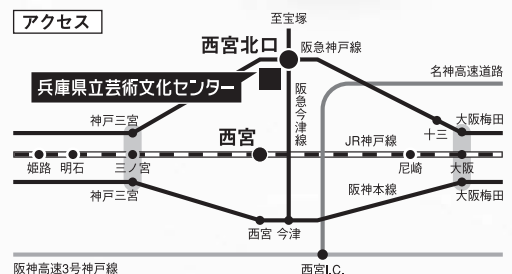 アクセス
至宝塚
西宮北口
阪急神戸線
兵庫県立芸術文化センター
名神高速道路
阪急今津線
神戸三宮
西宮
JR神戸線
十三
大阪梅田
姫路
明石
三ノ宮
尼崎
大阪
神戸三宮
阪神本線
大阪梅田
西宮
今津
阪神高速3号神戸線
西宮I.C.